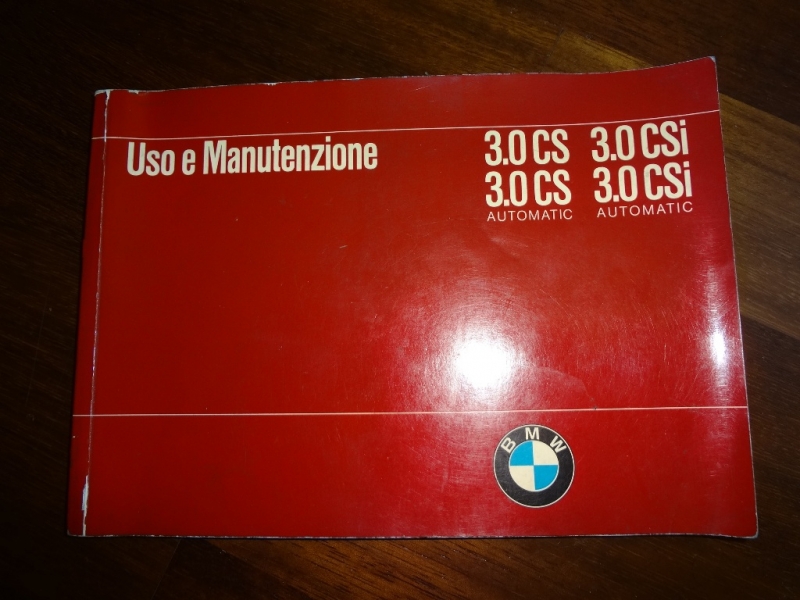 Uso e Manutenzione
3.0 CS 3.0 CSi
3.0 CS 3.0 CSi
AUTOMATIC AUTOMATIC
BMW